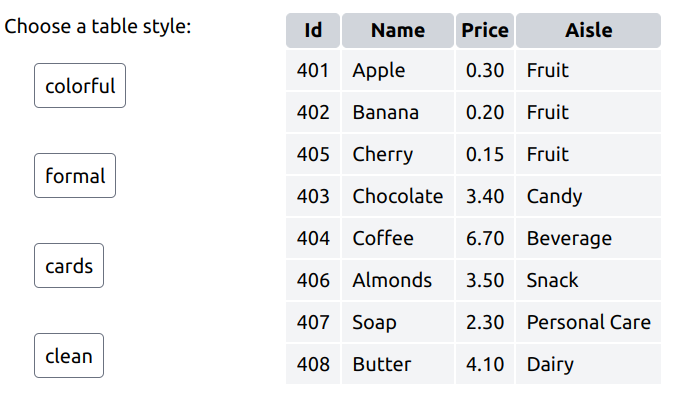 Choose a table style:
colorful
formal
cards
clean
Id Name Price Aisle
401 Apple 0.30 Fruit
402 Banana 0.20 Fruit
405 Cherry 0.15 Fruit
403 Chocolate 3.40 Candy
404 Coffee 6.70 Beverage
406 Almonds 3.50 Snack
407 Soap 2.30 Personal Care
408 Butter 4.10 Dairy